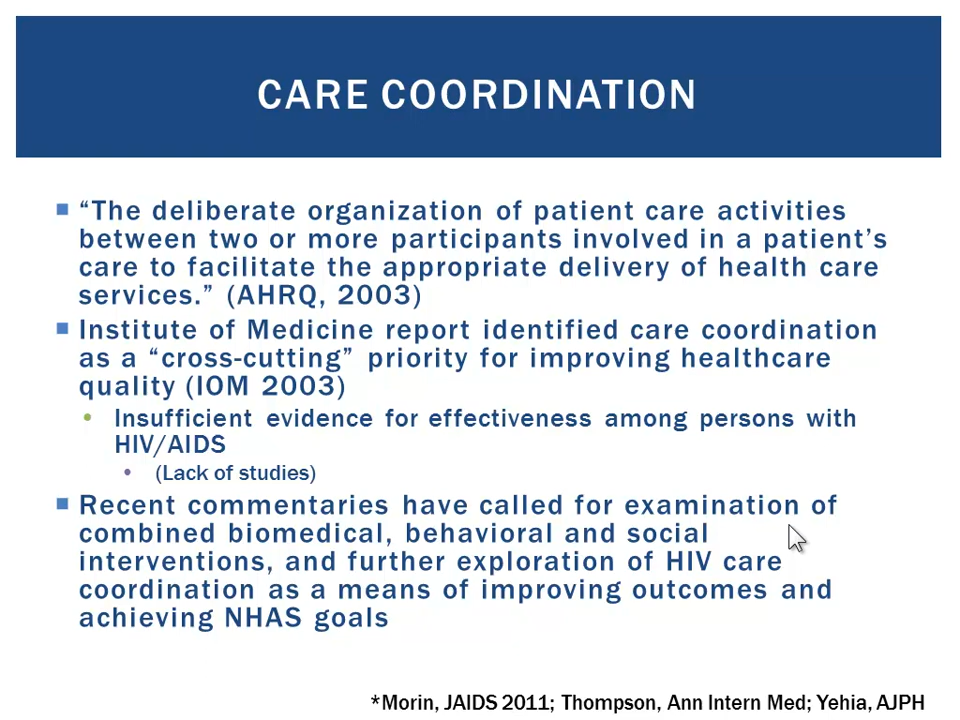 CARE COORDINATION
“The deliberate organization of patient care activities
between two or more participants involved in a patient’s
care to facilitate the appropriate delivery of health care
services.” (AHRQ, 2003)
Institute of Medicine report identified care coordination
as a “cross-cutting” priority for improving healthcare
quality (IOM 2003)
Insufficient evidence for effectiveness among persons with
HIV/AIDS
(Lack of studies)
Recent commentaries have called for examination of
combined biomedical, behavioral and social
interventions, and further exploration of HIV care
coordination as a means of improving outcomes and
achieving NHAS goals
*Morin, JAIDS 2011; Thompson, Ann Intern Med; Yehia, AJPH